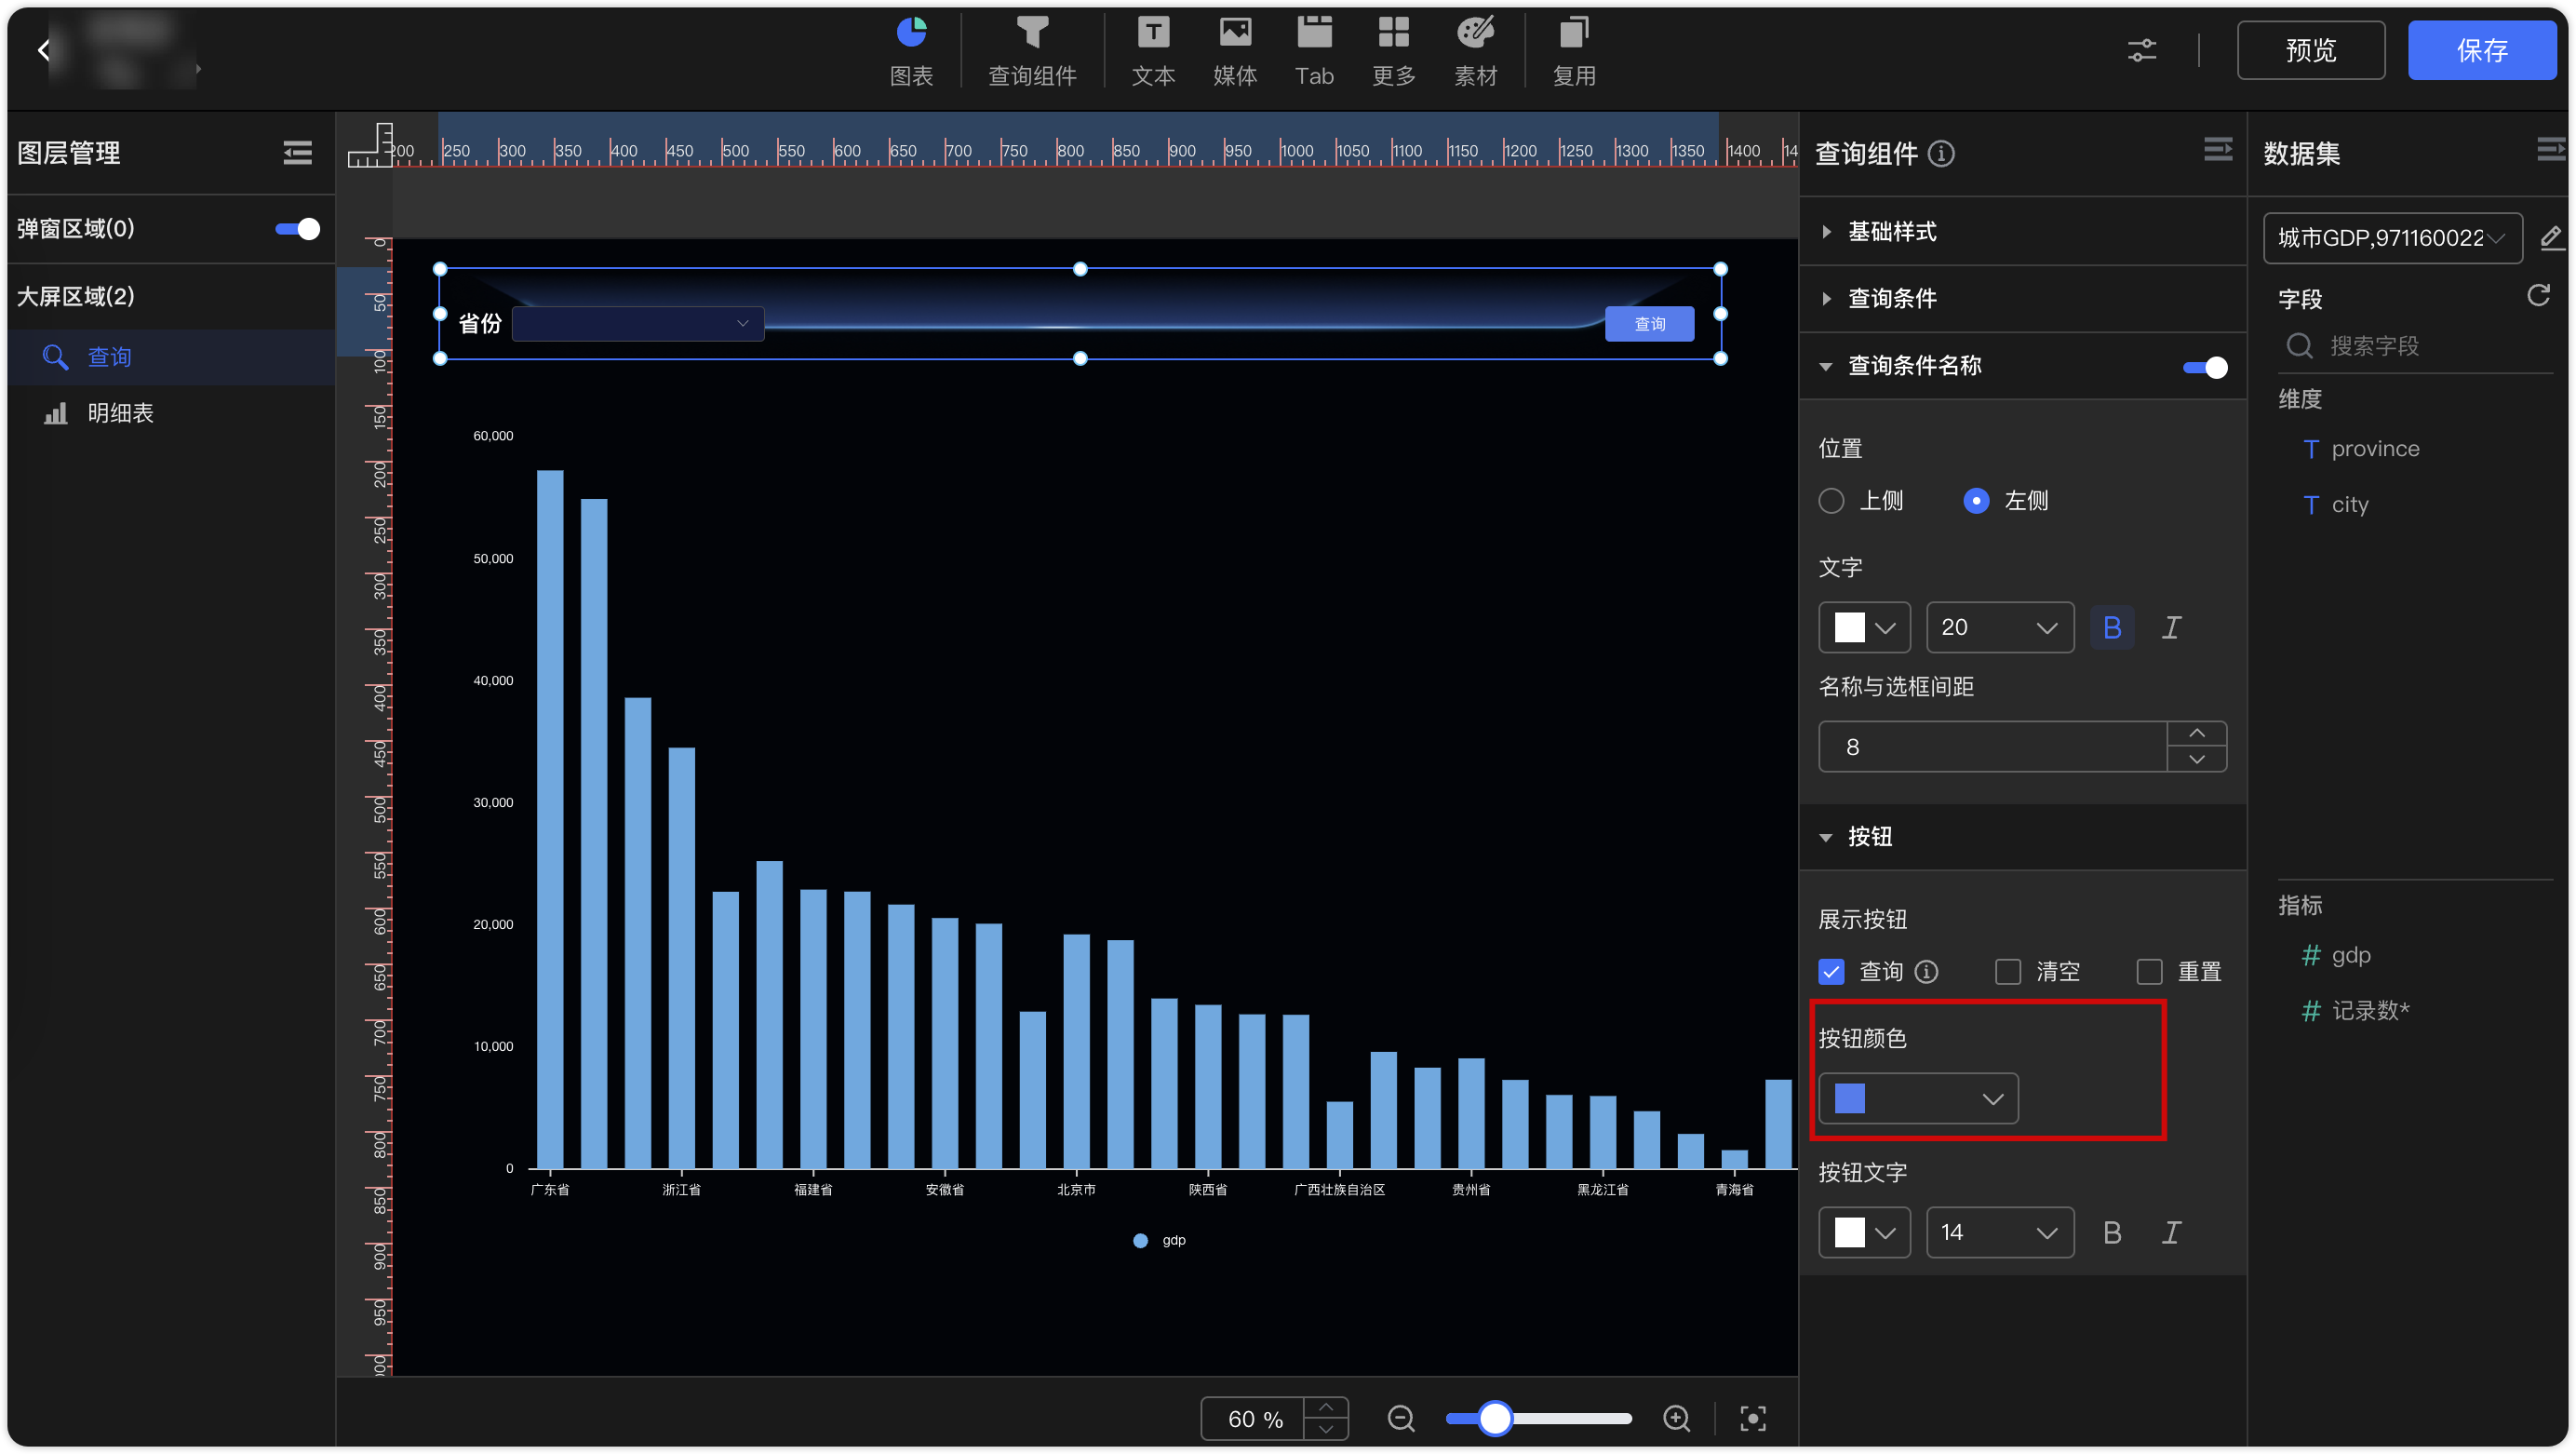 图表
查询组件
文本
媒体
Tab
更多
素材
复用
预览
保存
图层管理
弹窗区域(0)
大屏区域(2)
查询
明细表
200 250 300 350 400 450 500 550 600 650 700 750 800 850 900 950 1000 1050 1100 1150 1200 1250 1300 1350 1400 14
0
50
100
150
200
250
300
350
400
450
500
550
600
650
700
750
800
850
900
950
省份
查询
60,000
50,000
40,000
30,000
20,000
10,000
0
广东省 浙江省 福建省 安徽省 北京市 陕西省 广西壮族自治区 贵州省 黑龙江省 青海省
gdp
60 %
查询组件
基础样式
查询条件
查询条件名称
位置
上侧 左侧
文字
20 B I
名称与选框间距
8
按钮
展示按钮
查询 清空 重置
按钮颜色
按钮文字
14 B I
数据集
城市GDP,971160022
字段
搜索字段
维度
T province
T city
指标
# gdp
# 记录数*